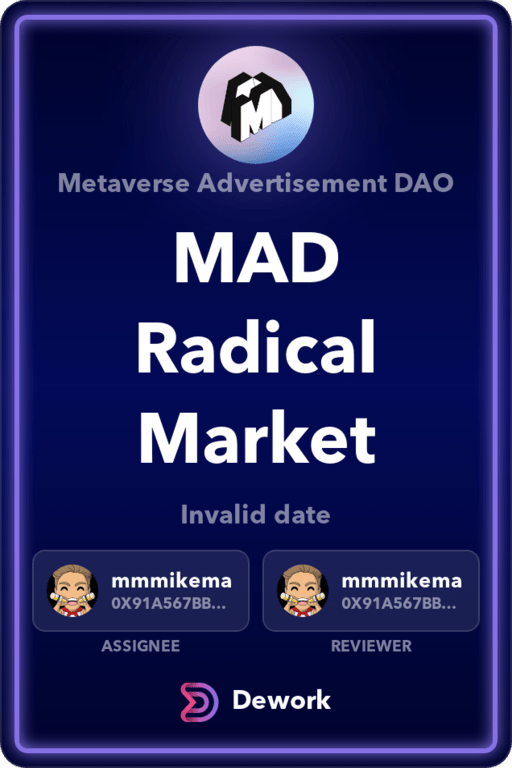 M
Metaverse Advertisement DAO
MAD
Radical
Market
Invalid date
mmmikema
0X91A567BB...
mmmikema
0X91A567BB...
ASSIGNEE
REVIEWER
Dework